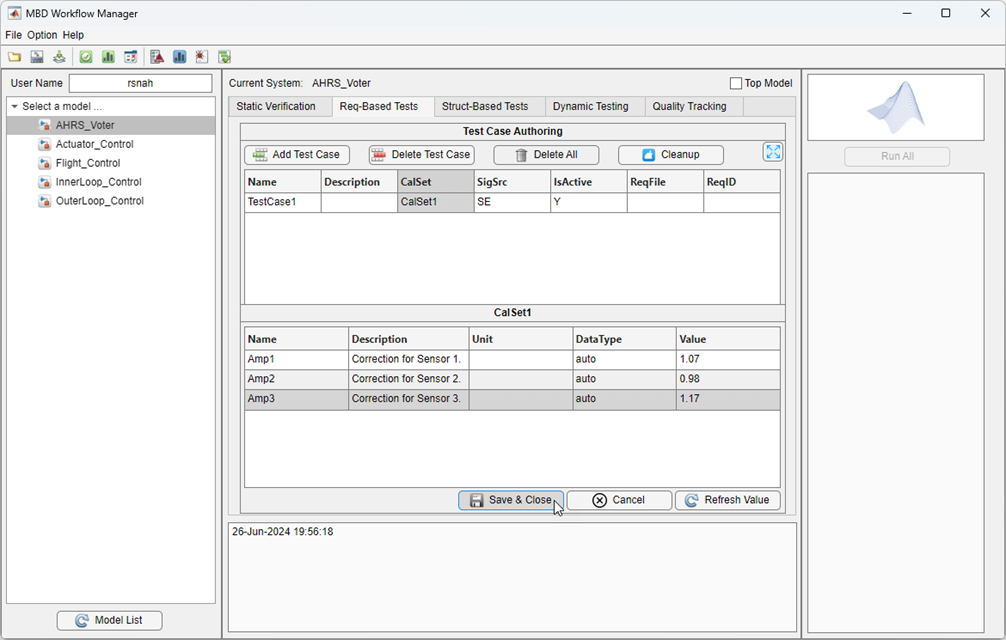 MBD Workflow Manager
File Option Help
User Name rsnah
Select a model ...
AHRS_Voter
Actuator_Control
Flight_Control
InnerLoop_Control
OuterLoop_Control
Model List
Current System: AHRS_Voter
Top Model
Static Verification Req-Based Tests Struct-Based Tests Dynamic Testing Quality Tracking
Test Case Authoring
Add Test Case Delete Test Case Delete All Cleanup
Name Description CalSet SigSrc IsActive ReqFile ReqID
TestCase1 CalSet1 SE Y
CalSet1
Name Description Unit DataType Value
Amp1 Correction for Sensor 1. auto 1.07
Amp2 Correction for Sensor 2. auto 0.98
Amp3 Correction for Sensor 3. auto 1.17
Save & Close Cancel Refresh Value
26-Jun-2024 19:56:18
Run All